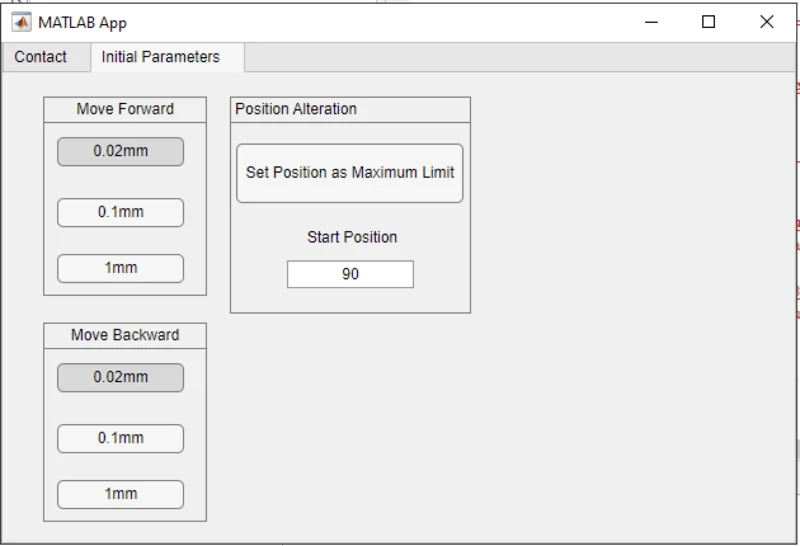 MATLAB App
Contact
Initial Parameters
Move Forward
0.02mm
0.1mm
1mm
Position Alteration
Set Position as Maximum Limit
Start Position
90
Move Backward
0.02mm
0.1mm
1mm